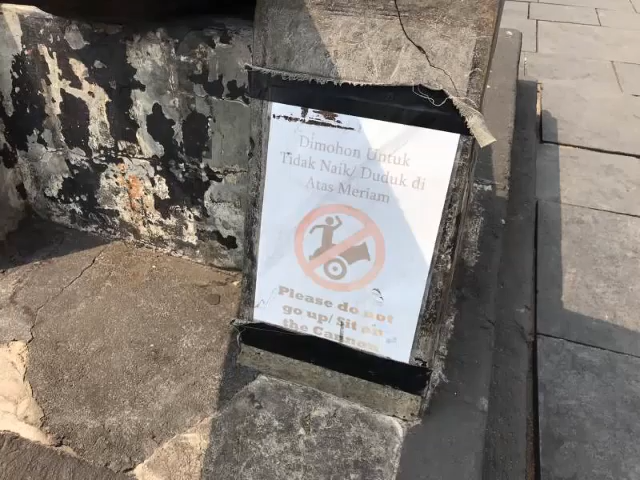 Dimohon Untuk
Tidak Naik/ Duduk di
Atas Meriam
Please do not
go up/ Sit on
the Cannon